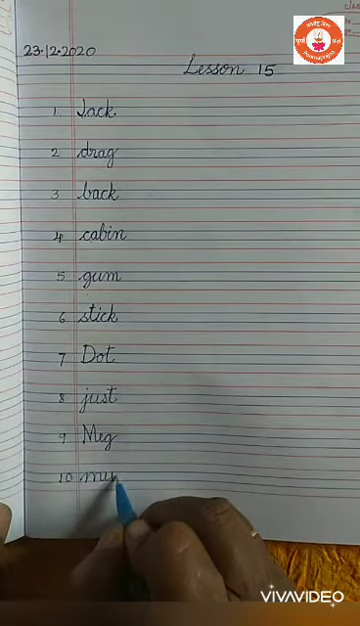 23.12.2020
Lesson 15
1 Jack
2 drag
3 back
4 cabin
5 gum
6 stick
7 Dot
8 just
9 Meg
10 mu
VIVAVIDEO